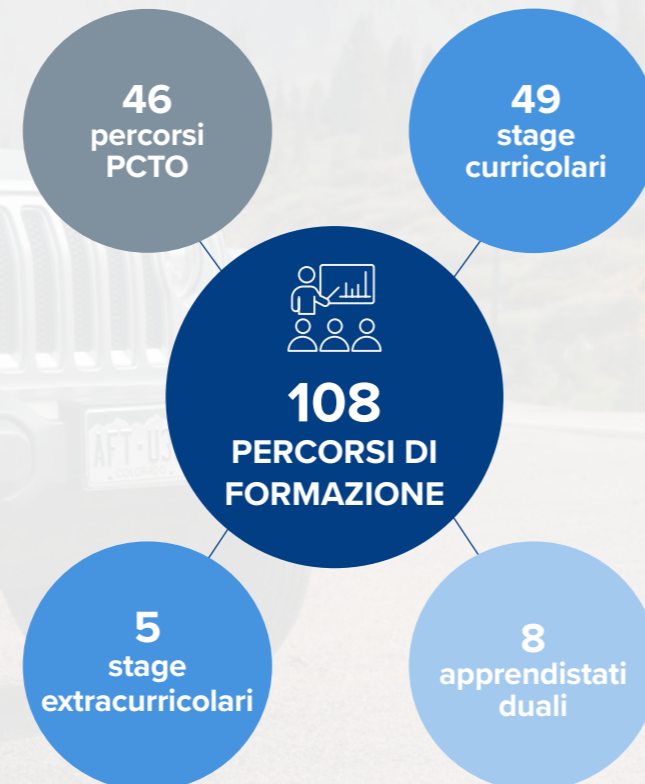 46
percorsi
PCTO
49
stage
curricolari
108
PERCORSI DI
FORMAZIONE
5
stage
extracurricolari
8
apprendistati
duali